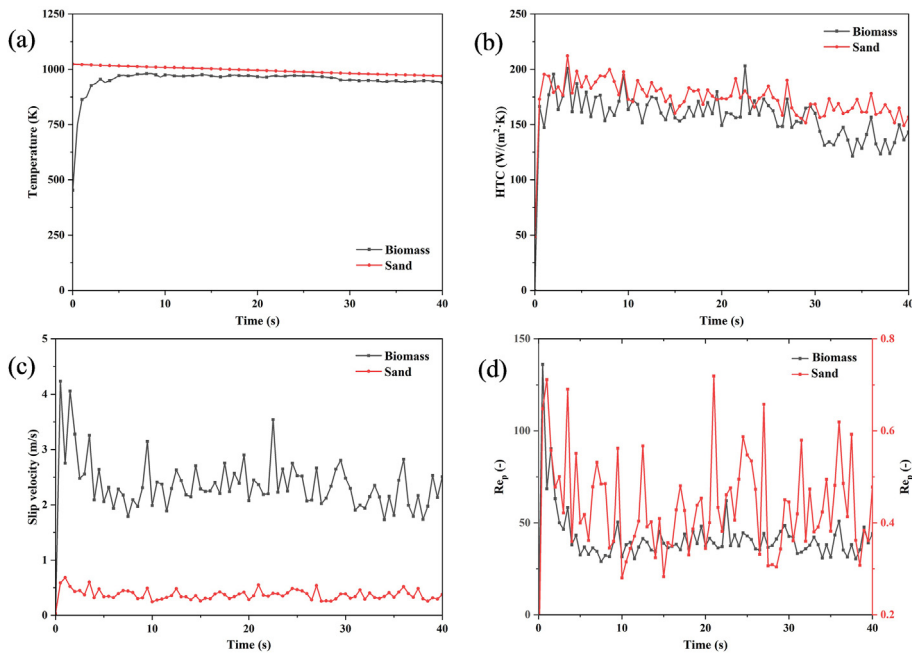 (a)
1250
1000
750
500
250
0
0
10
20
30
40
Temperature (K)
Time (s)
Biomass
Sand
(b)
250
200
150
100
50
0
0
10
20
30
40
HTC (W/(m²·K))
Time (s)
Biomass
Sand
(c)
5
4
3
2
1
0
0
10
20
30
40
Slip velocity (m/s)
Time (s)
Biomass
Sand
(d)
150
100
50
0
0.8
0.6
0.4
0.2
0
10
20
30
40
Reₚ (-)
Reₚ (-)
Time (s)
Biomass
Sand